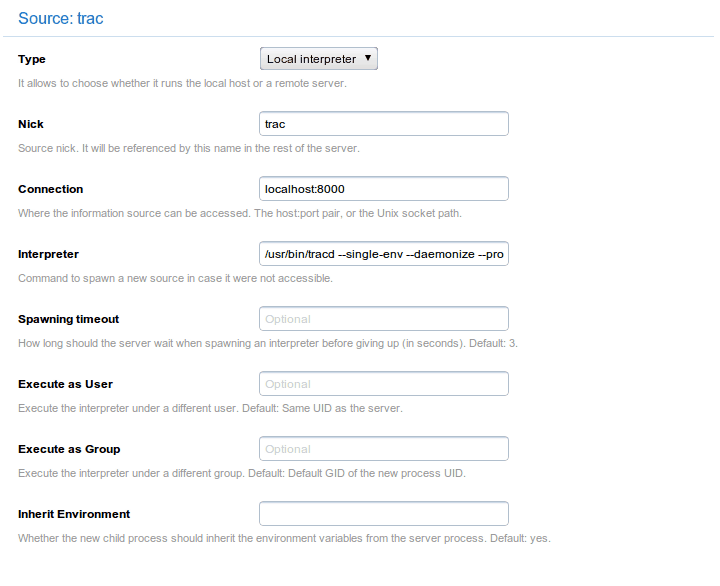 Source: trac
Type
Local interpreter
It allows to choose whether it runs the local host or a remote server.
Nick
trac
Source nick. It will be referenced by this name in the rest of the server.
Connection
localhost:8000
Where the information source can be accessed. The host:port pair, or the Unix socket path.
Interpreter
/usr/bin/tracd --single-env --daemonize --pro
Command to spawn a new source in case it were not accessible.
Spawning timeout
Optional
How long should the server wait when spawning an interpreter before giving up (in seconds). Default: 3.
Execute as User
Optional
Execute the interpreter under a different user. Default: Same UID as the server.
Execute as Group
Optional
Execute the interpreter under a different group. Default: Default GID of the new process UID.
Inherit Environment
Whether the new child process should inherit the environment variables from the server process. Default: yes.